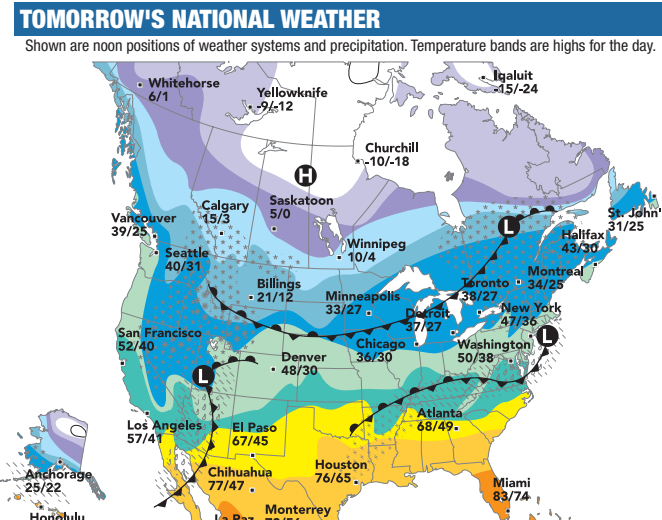 TOMORROW'S NATIONAL WEATHER
Shown are noon positions of weather systems and precipitation. Temperature bands are highs for the day.
Whitehorse
6/1
Yellowknife
-9/-12
Iqaluit
-15/-24
Churchill
-10/-18
H
Calgary
15/3
Saskatoon
5/0
Vancouver
39/25
Winnipeg
10/4
L
St. John'
31/25
Halifax
43/30
Seattle
40/31
Billings
21/12
Minneapolis
33/27
Toronto
38/27
Montreal
34/25
Detroit
37/27
New York
47/36
San Francisco
52/40
Chicago
36/30
Washington
50/38
L
Denver
48/30
L
Los Angeles
57/41
El Paso
67/45
Atlanta
68/49
Anchorage
25/22
Chihuahua
77/47
Houston
76/65
Miami
83/74
Honolulu
La Paz
Monterrey